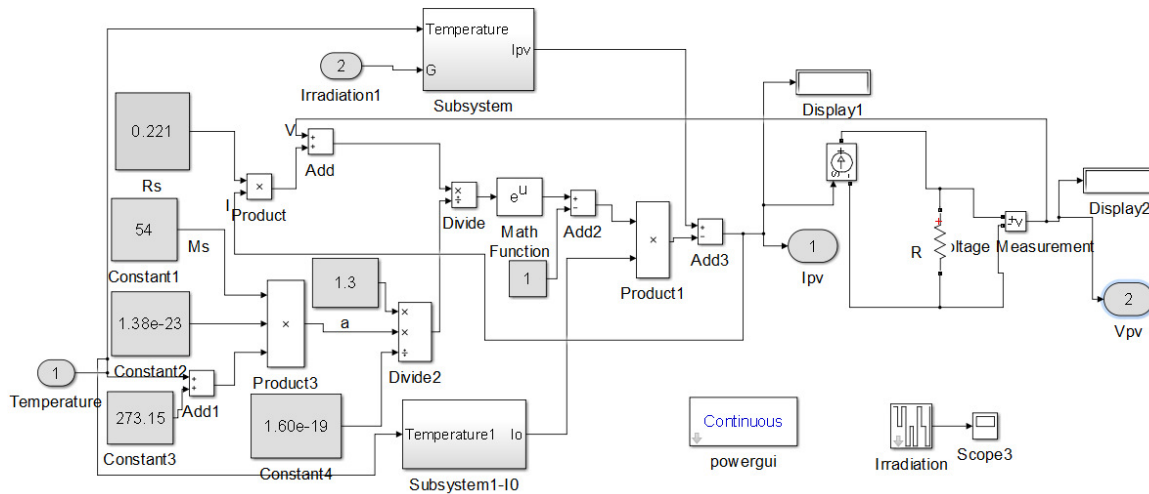 Temperature
Ipv
G
Subsystem
2
Irradiation1
Display1
0.221
Rs
V
+
+
Add
×
Product
I
54
Constant1
Ms
×
÷
Divide
e^u
Math
Function
+
−
Add2
1
×
Product1
+
−
Add3
1
Ipv
S
+
-
R
+
oltage Measurement
+v
-
Display2
2
Vpv
1.38e-23
Constant2
1
Temperature
+
+
Add1
273.15
Constant3
×
Product3
a
1.3
×
×
÷
Divide2
1.60e-19
Constant4
Temperature1
Io
Subsystem1-I0
Continuous
powergui
Irradiation
Scope3